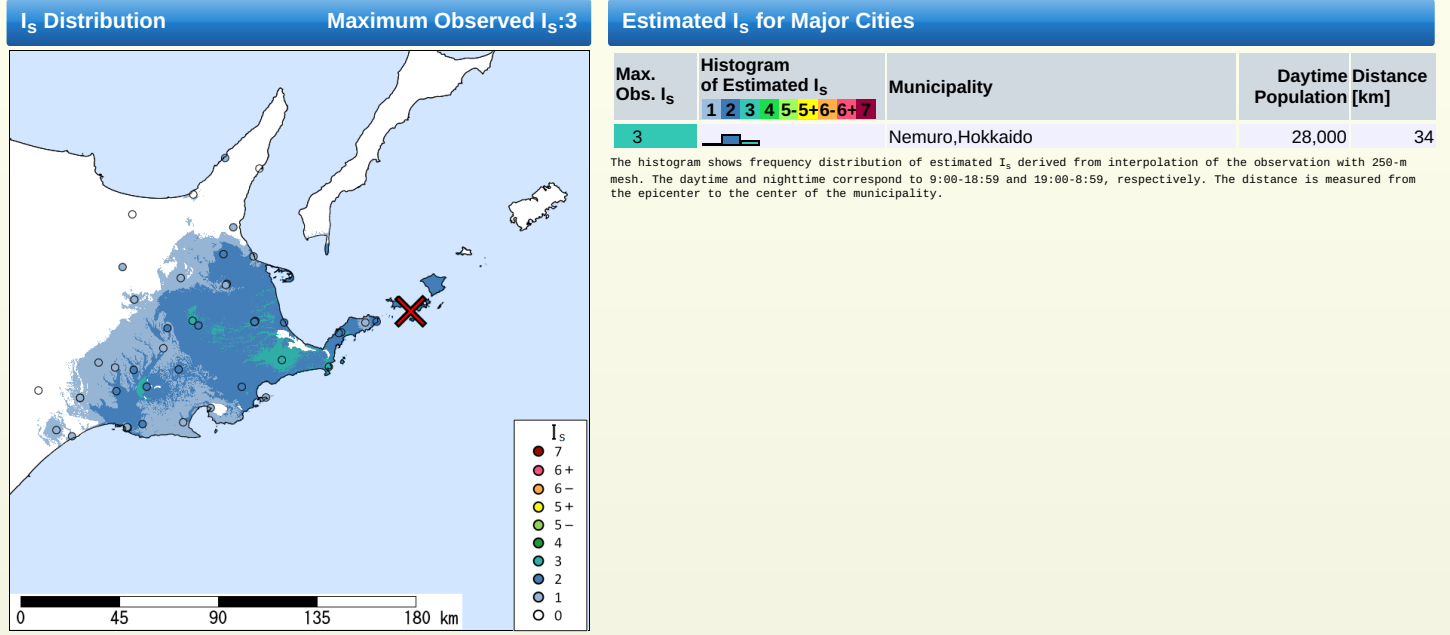 Is Distribution Maximum Observed Is:3
Is
7
6+
6−
5+
5−
4
3
2
1
0
0 45 90 135 180 km
Estimated Is for Major Cities
Max. Obs. Is
Histogram of Estimated Is
1 2 3 4 5-5+6-6+7
Municipality
Daytime Population
Distance [km]
3 Nemuro,Hokkaido 28,000 34
The histogram shows frequency distribution of estimated Is derived from interpolation of the observation with 250-m
mesh. The daytime and nighttime correspond to 9:00-18:59 and 19:00-8:59, respectively. The distance is measured from
the epicenter to the center of the municipality.